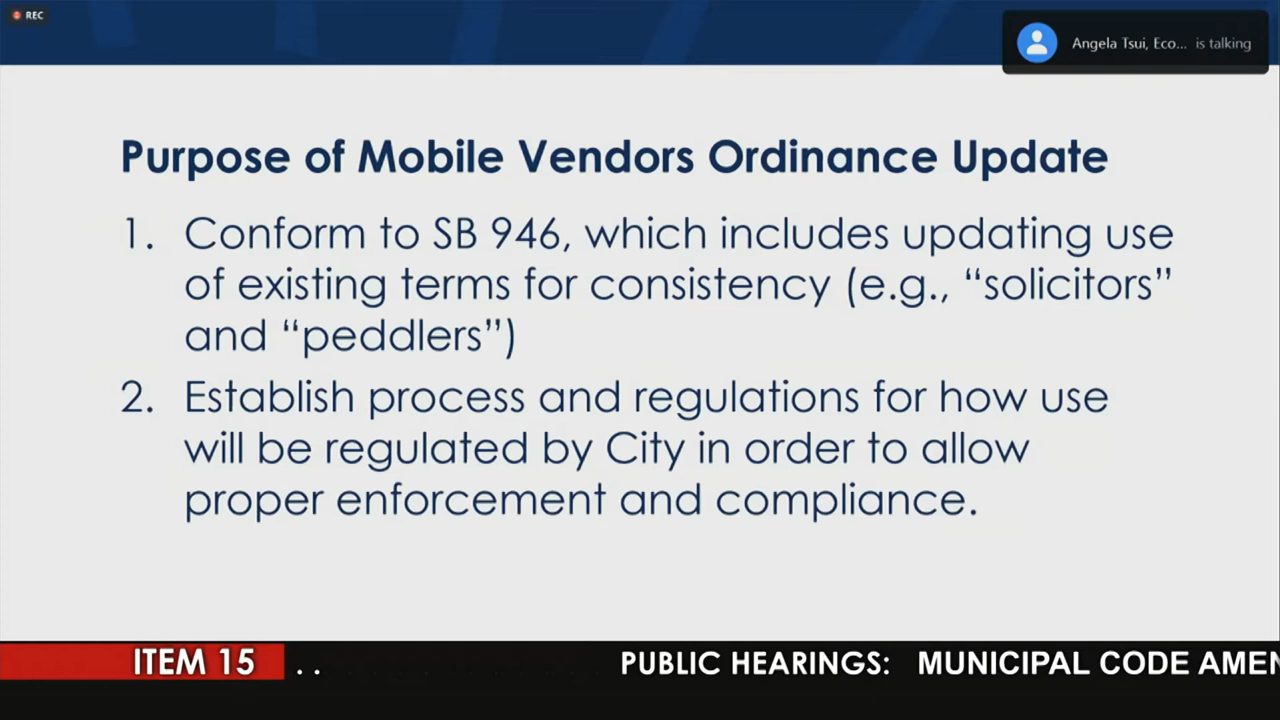 REC
Angela Tsui, Eco... is talking
Purpose of Mobile Vendors Ordinance Update
1. Conform to SB 946, which includes updating use
of existing terms for consistency (e.g., “solicitors”
and “peddlers”)
2. Establish process and regulations for how use
will be regulated by City in order to allow
proper enforcement and compliance.
ITEM 15 . . PUBLIC HEARINGS: MUNICIPAL CODE AMEN